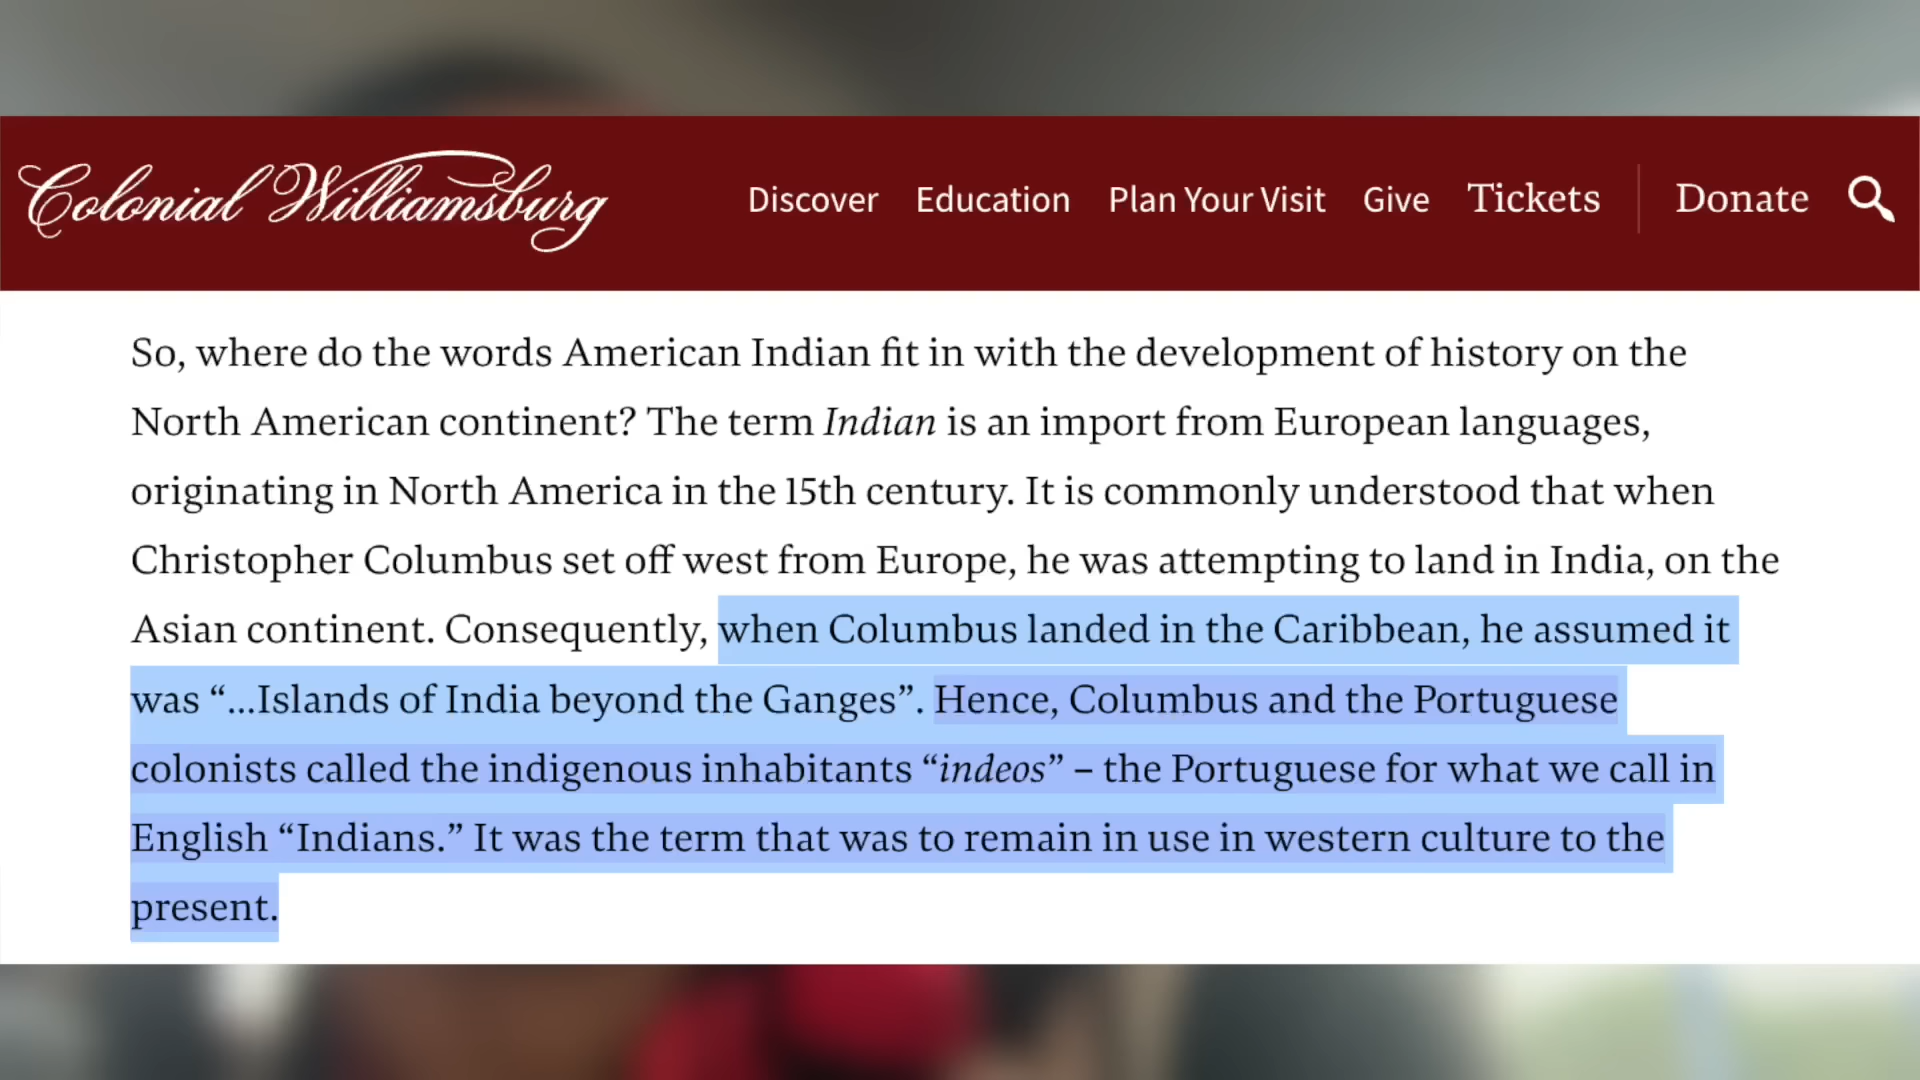 Colonial Williamsburg
Discover Education Plan Your Visit Give Tickets Donate
So, where do the words American Indian fit in with the development of history on the
North American continent? The term Indian is an import from European languages,
originating in North America in the 15th century. It is commonly understood that when
Christopher Columbus set off west from Europe, he was attempting to land in India, on the
Asian continent. Consequently, when Columbus landed in the Caribbean, he assumed it
was “...Islands of India beyond the Ganges”. Hence, Columbus and the Portuguese
colonists called the indigenous inhabitants “indeos” – the Portuguese for what we call in
English “Indians.” It was the term that was to remain in use in western culture to the
present.